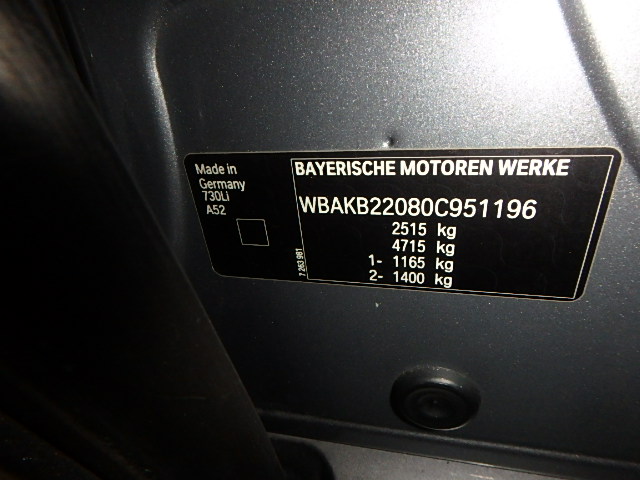 Made in
Germany
730Li
A52
7 263 981
BAYERISCHE MOTOREN WERKE
WBAKB22080C951196
2515 kg
4715 kg
1- 1165 kg
2- 1400 kg